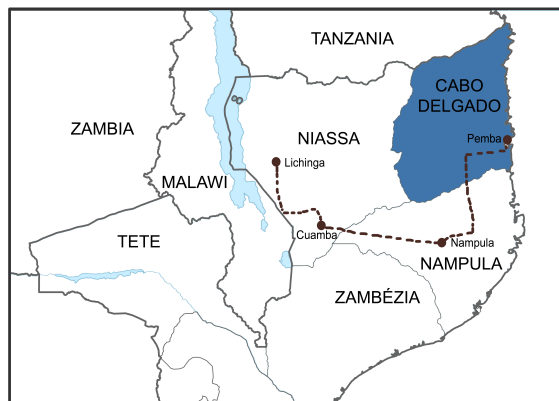 TANZANIA
CABO
DELGADO
ZAMBIA
NIASSA
Pemba
Lichinga
MALAWI
Cuamba
TETE
Nampula
NAMPULA
ZAMBÉZIA